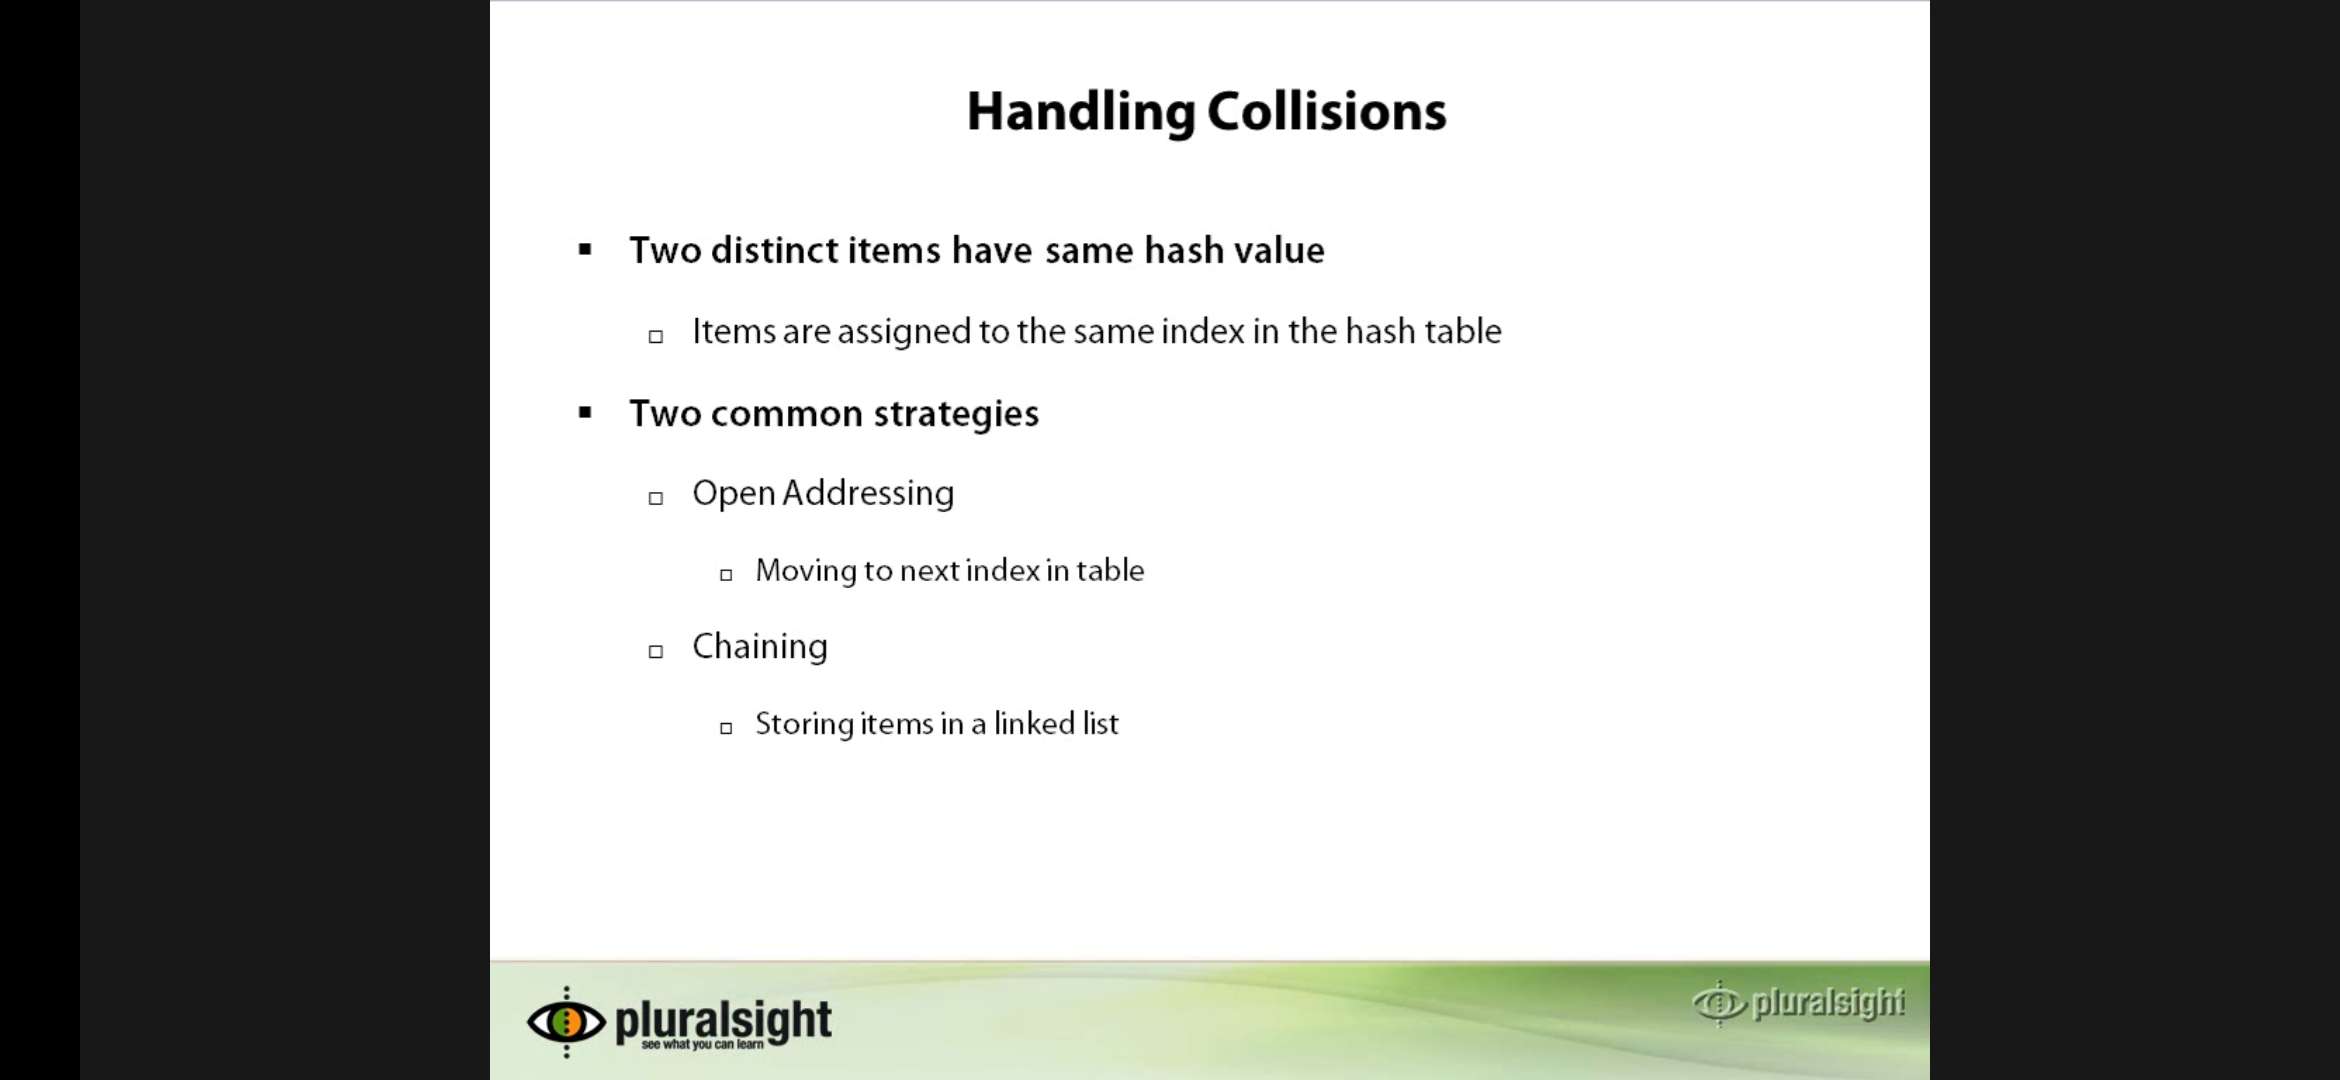 Handling Collisions
Two distinct items have same hash value
Items are assigned to the same index in the hash table
Two common strategies
Open Addressing
Moving to next index in table
Chaining
Storing items in a linked list
pluralsight
see what you can learn
pluralsight